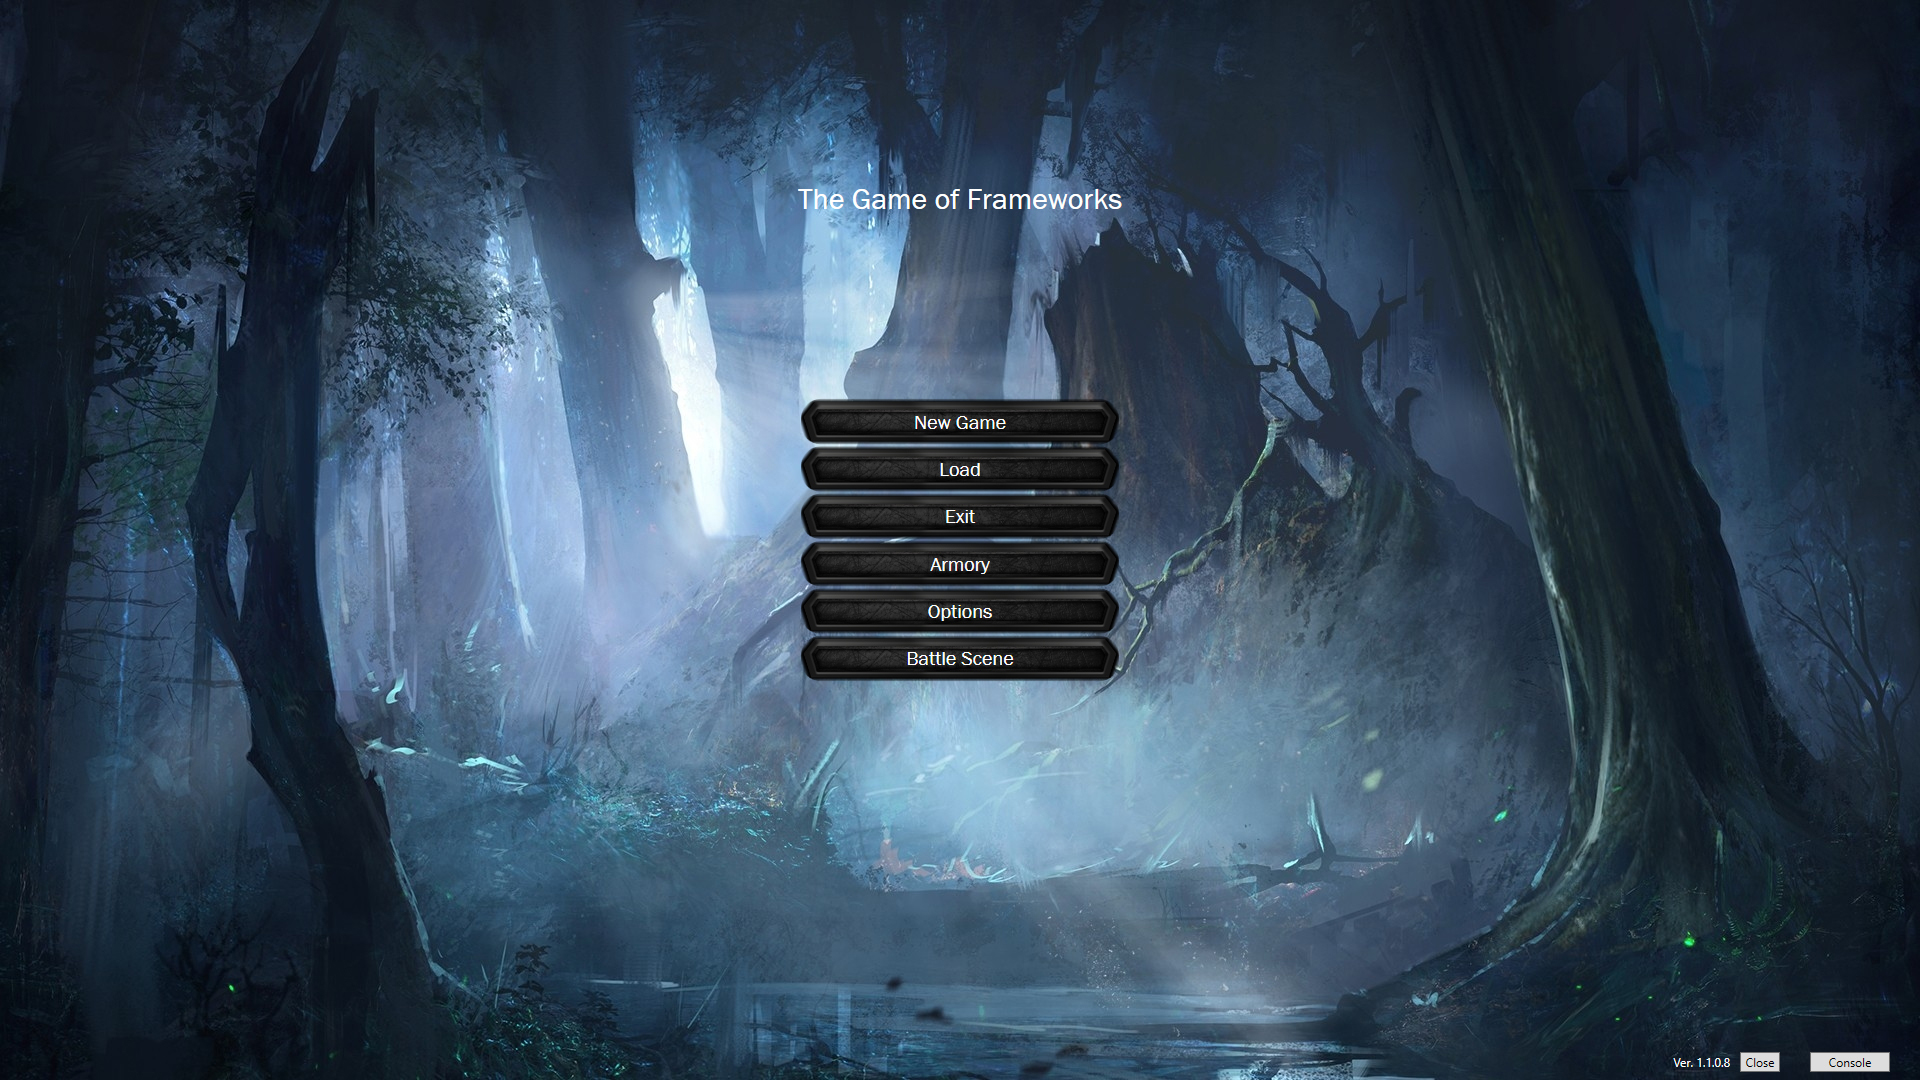 The Game of Frameworks
New Game
Load
Exit
Armory
Options
Battle Scene
Ver. 1.1.0.8 Close Console